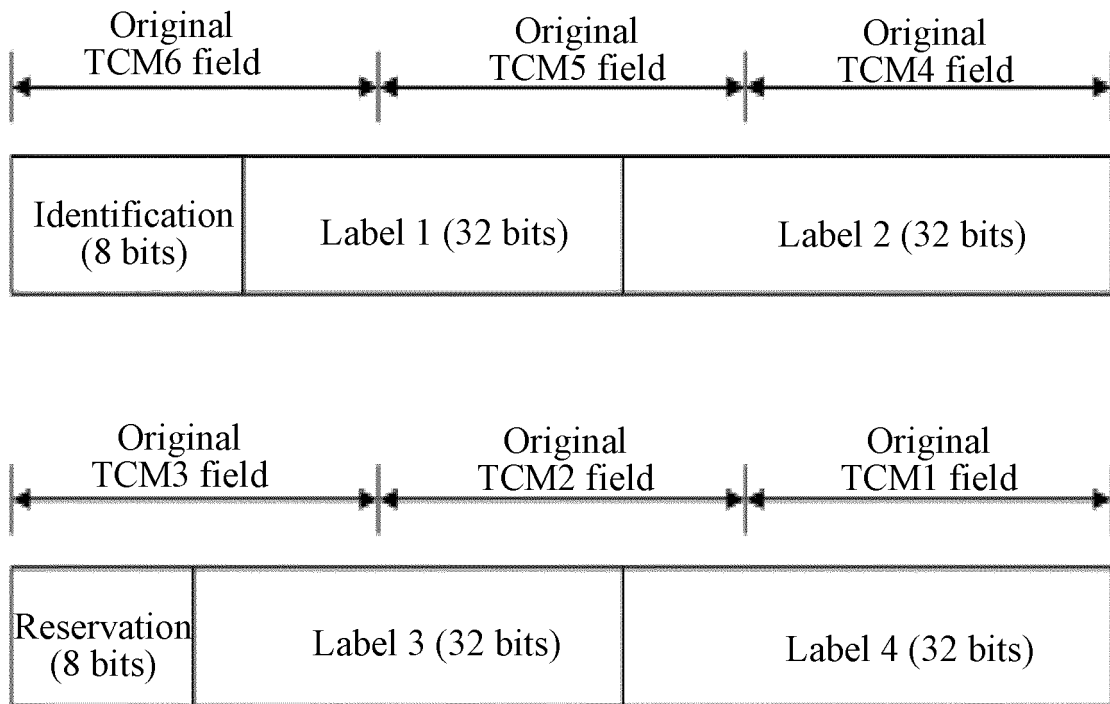 Original
TCM6 field
Original
TCM5 field
Original
TCM4 field
Identification
(8 bits)
Label 1 (32 bits)
Label 2 (32 bits)
Original
TCM3 field
Original
TCM2 field
Original
TCM1 field
Reservation
(8 bits)
Label 3 (32 bits)
Label 4 (32 bits)